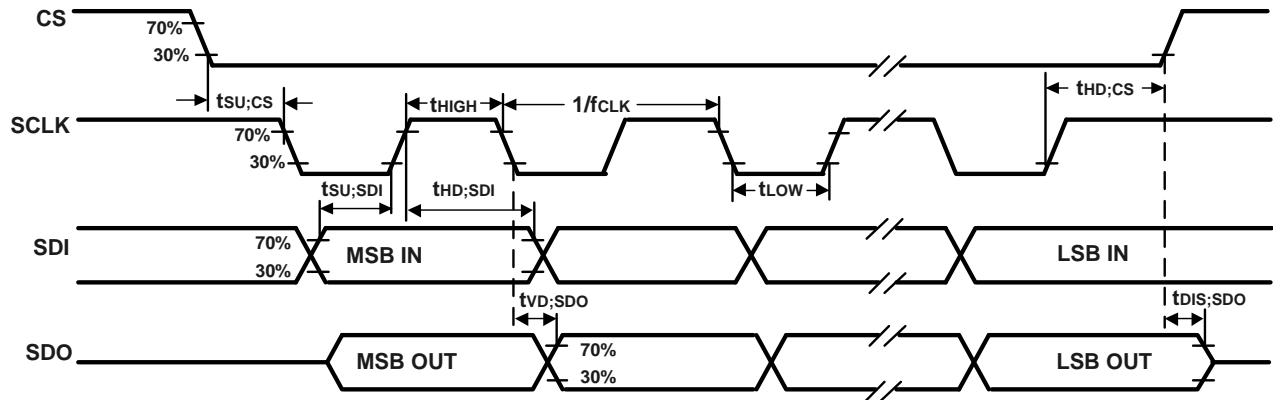 CS
70%
30%
tSU;CS
tHIGH
1/fCLK
tHD;CS
SCLK
70%
30%
tSU;SDI
tHD;SDI
tLOW
SDI
70%
30%
MSB IN
LSB IN
tVD;SDO
tDIS;SDO
SDO
MSB OUT
70%
30%
LSB OUT